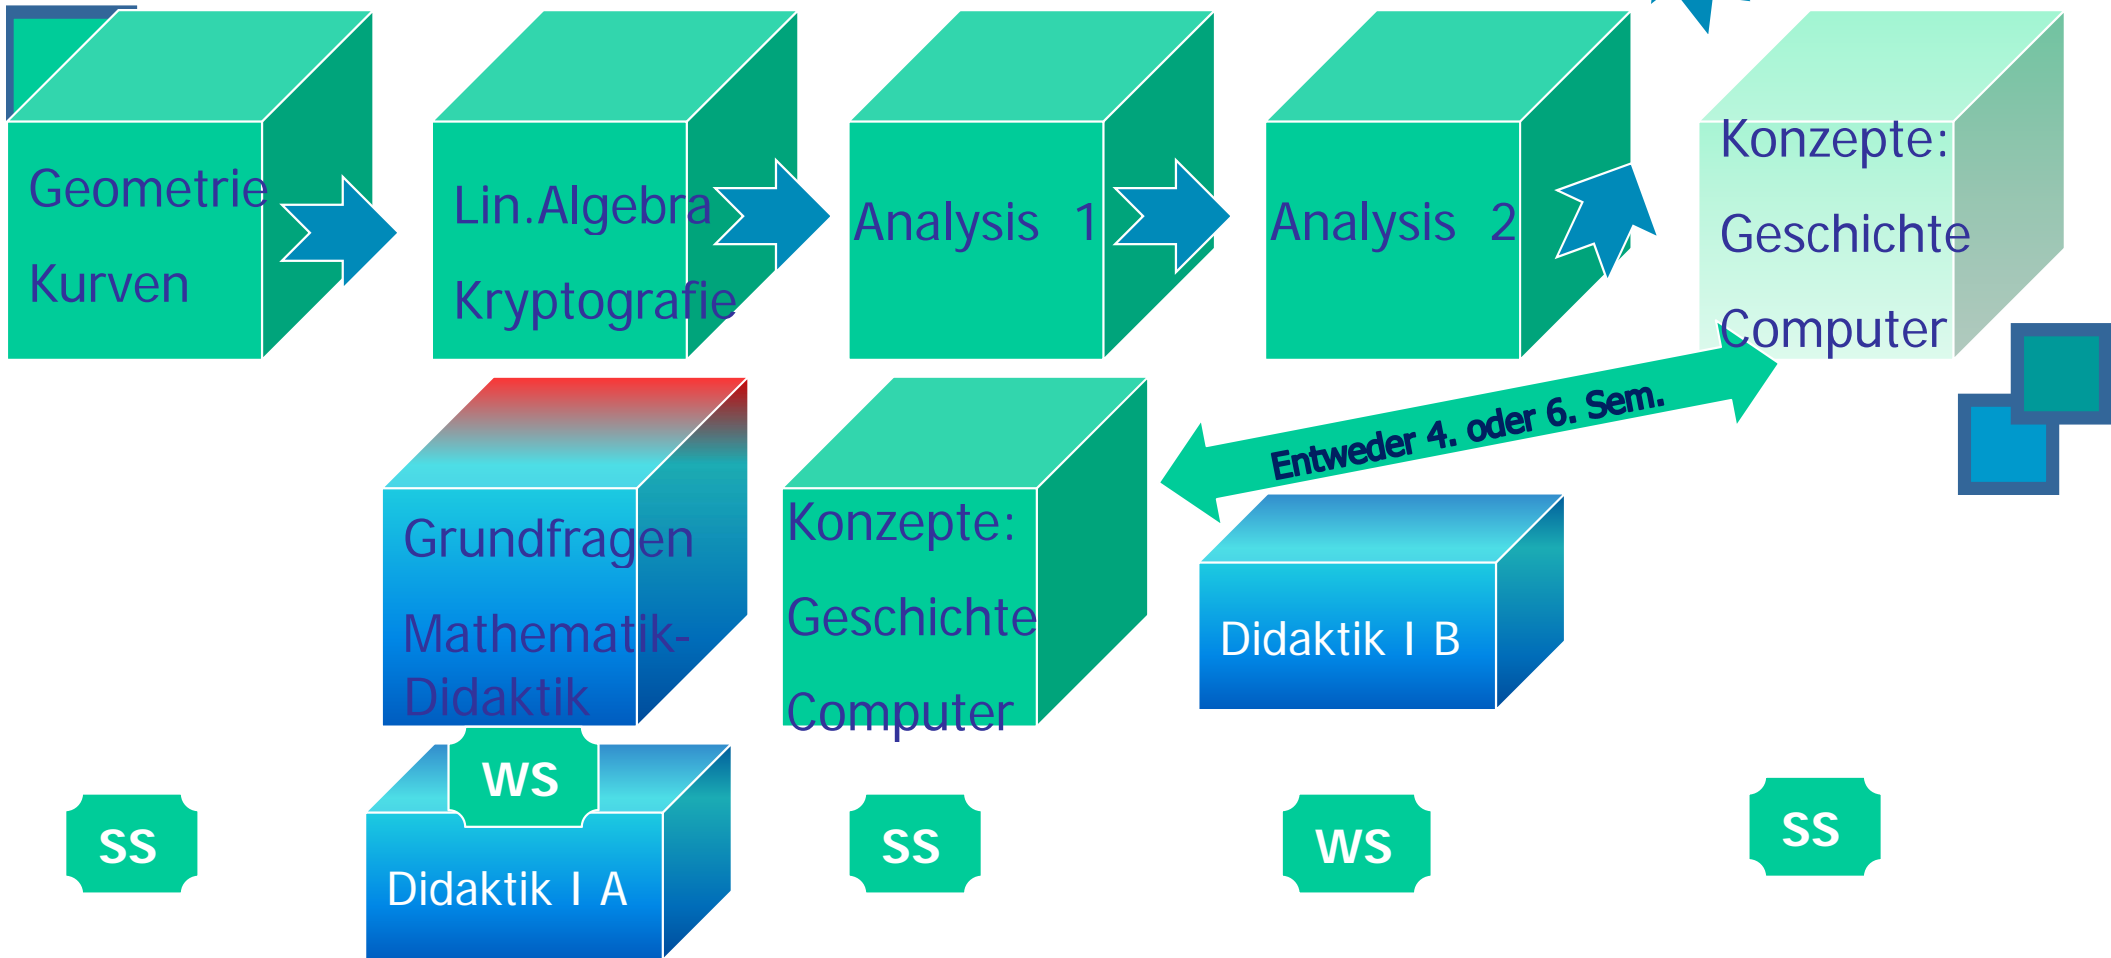 Geometrie
Kurven
Lin.Algebra
Kryptografie
Analysis 1
Analysis 2
Konzepte:
Geschichte
Computer
Entweder 4. oder 6. Sem.
Grundfragen
Mathematik-
Didaktik
Konzepte:
Geschichte
Computer
Didaktik I B
SS
WS
Didaktik I A
SS
WS
SS